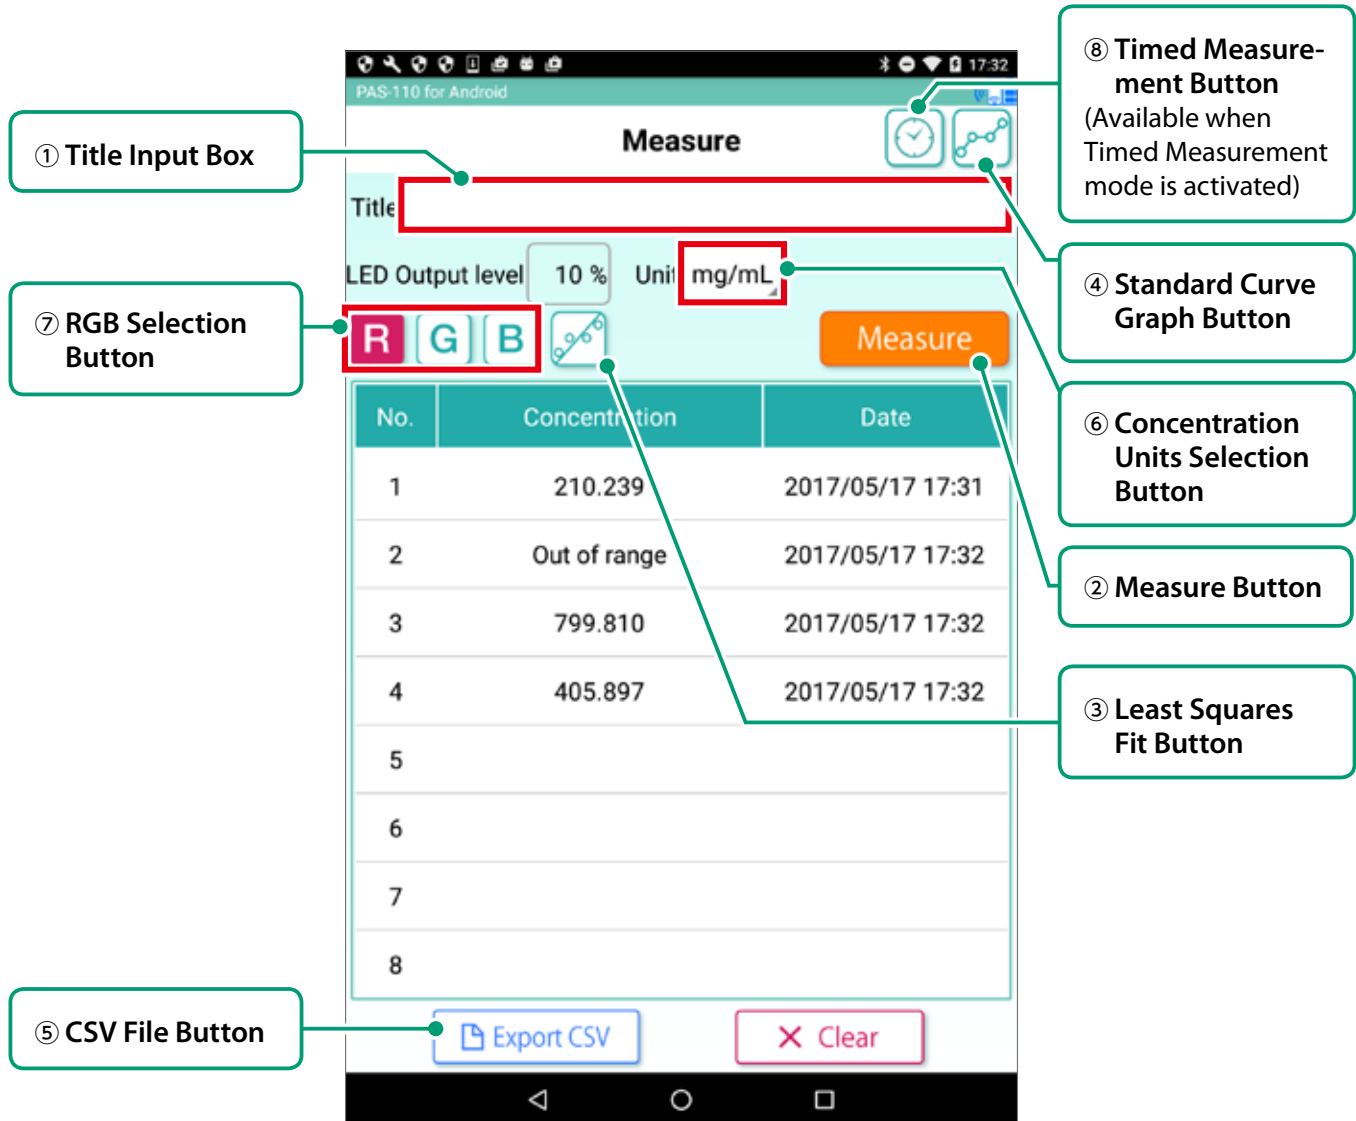 17:32
PAS-110 for Android
Measure
Title
LED Output level
10 %
Unit
mg/mL
R
G
B
Measure
No.
Concentration
Date
1
210.239
2017/05/17 17:31
2
Out of range
2017/05/17 17:32
3
799.810
2017/05/17 17:32
4
405.897
2017/05/17 17:32
5
6
7
8
Export CSV
Clear
① Title Input Box
⑦ RGB Selection
Button
⑤ CSV File Button
⑧ Timed Measure-
ment Button
(Available when
Timed Measurement
mode is activated)
④ Standard Curve
Graph Button
⑥ Concentration
Units Selection
Button
② Measure Button
③ Least Squares
Fit Button